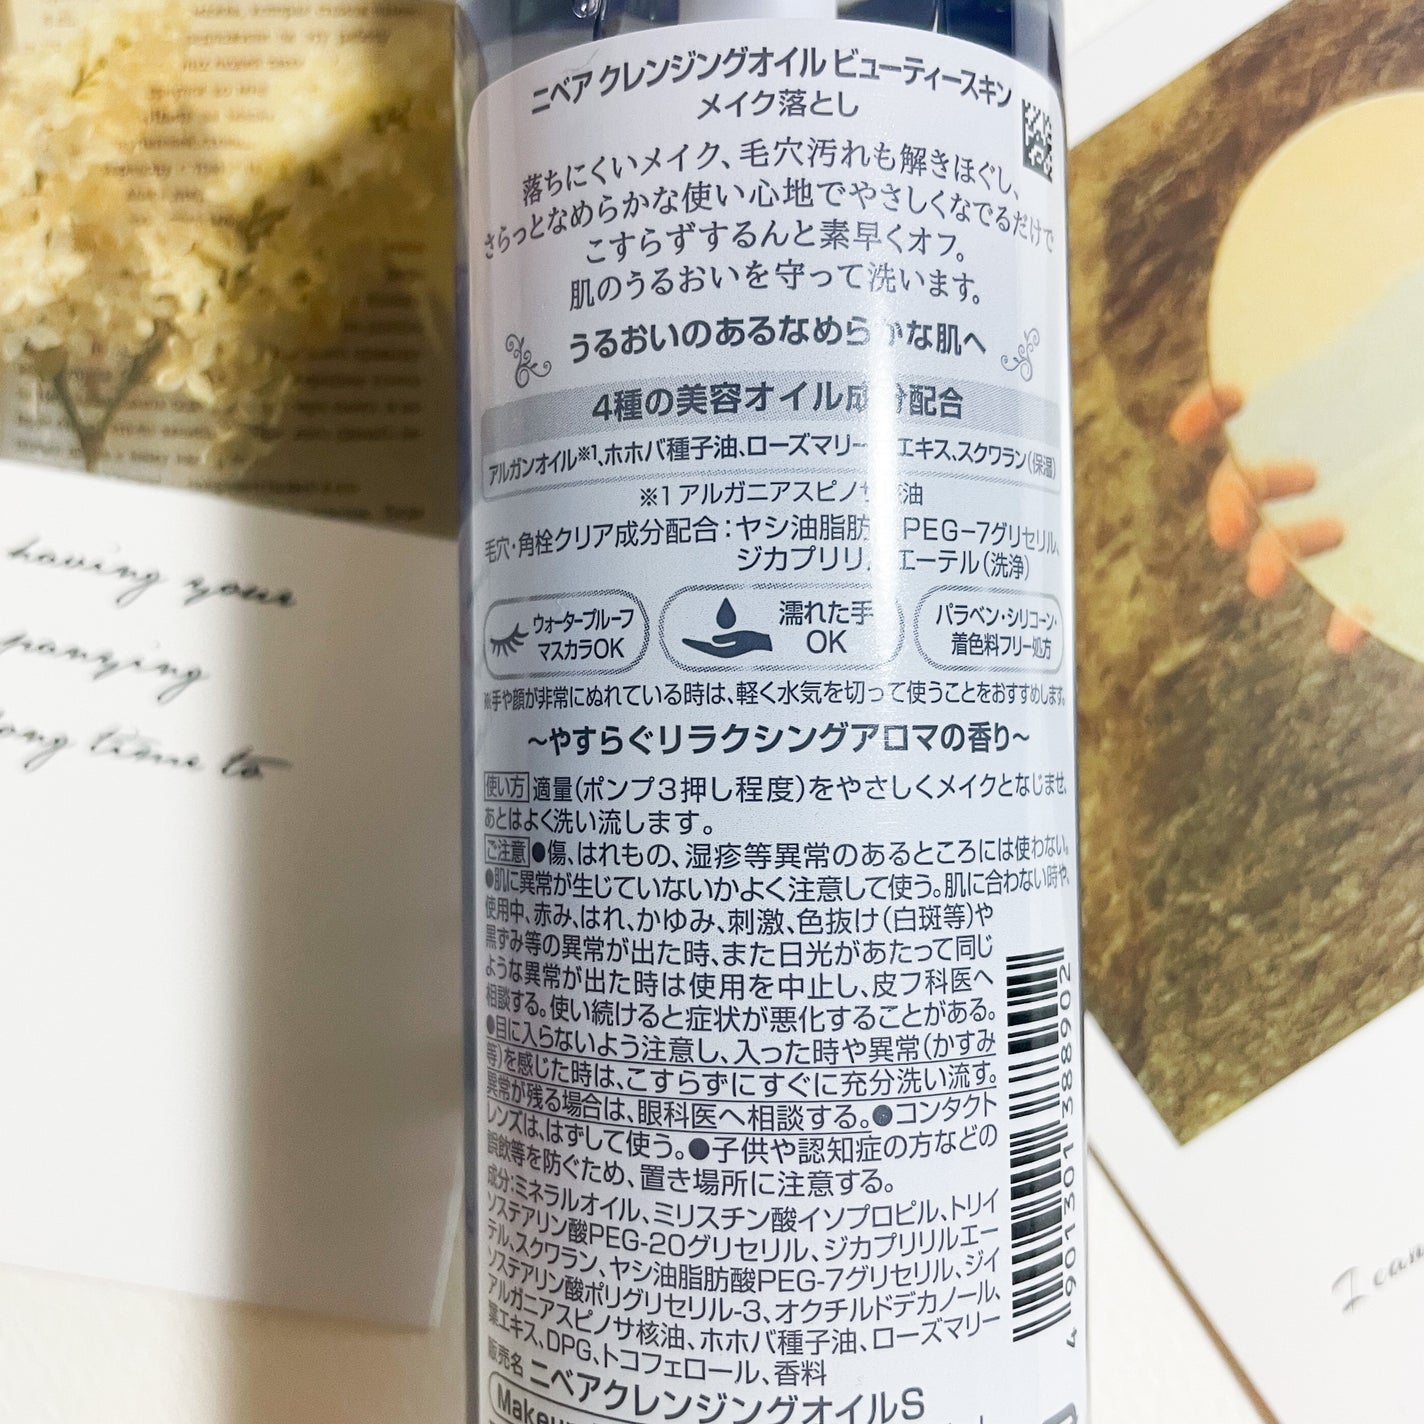 ニベア クレンジングオイル ビューティースキン
メイク落とし
落ちにくいメイク、毛穴汚れも解きほぐし、
さらっとなめらかな使い心地でやさしくなでるだけで
こすらずするんと素早くオフ。
肌のうるおいを守って洗います。
うるおいのあるなめらかな肌へ
4種の美容オイル成分配合
アルガンオイル※1、ホホバ種子油、ローズマリー エキス、スクワラン(保湿)
※1 アルガニアスピノサ核油
毛穴・角栓クリア成分配合：ヤシ油脂肪 PEG-7グリセリル、
ジカプリリルエーテル(洗浄)
ウォータープルーフ
マスカラOK
濡れた手
OK
パラベン・シリコーン・
着色料フリー処方
手や顔が非常にぬれている時は、軽く水気を切って使うことをおすすめします。
〜やすらぐリラクシングアロマの香り〜
使い方 適量(ポンプ3押し程度)をやさしくメイクとなじませ、
あとはよく洗い流します。
ご注意 ●傷、はれもの、湿疹等異常のあるところには使わない。
●肌に異常が生じていないかよく注意して使う。肌に合わない時や、
使用中、赤み、はれ、かゆみ、刺激、色抜け(白斑等)や
黒ずみ等の異常が出た時、また日光があたって同じ
ような異常が出た時は使用を中止し、皮フ科医へ
相談する。使い続けると症状が悪化することがある。
●目に入らないよう注意し、入った時や異常(かすみ
等)を感じた時は、こすらずにすぐに充分洗い流す。
異常が残る場合は、眼科医へ相談する。●コンタクト
レンズは、はずして使う。●子供や認知症の方などの
誤飲等を防ぐため、置き場所に注意する。
成分：ミネラルオイル、ミリスチン酸イソプロピル、トリイ
ソステアリン酸PEG-20グリセリル、ジカプリリルエー
テル、スクワラン、ヤシ油脂肪酸PEG-7グリセリル、ジイ
ソステアリン酸ポリグリセリル-3、オクチルドデカノール、
アルガニアスピノサ核油、ホホバ種子油、ローズマリー
葉エキス、DPG、トコフェロール、香料
販売名 ニベアクレンジングオイルS
4 901301 388902
having your
long time to
I can